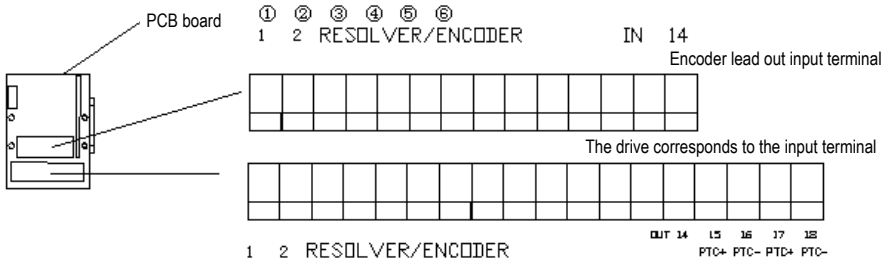 PCB board
① ② ③ ④ ⑤ ⑥
1 2 RESOLVER/ENCODER IN 14
Encoder lead out input terminal
The drive corresponds to the input terminal
OUT 14 15 16 17 18
PTC+ PTC- PTD+ PTC-
1 2 RESOLVER/ENCODER